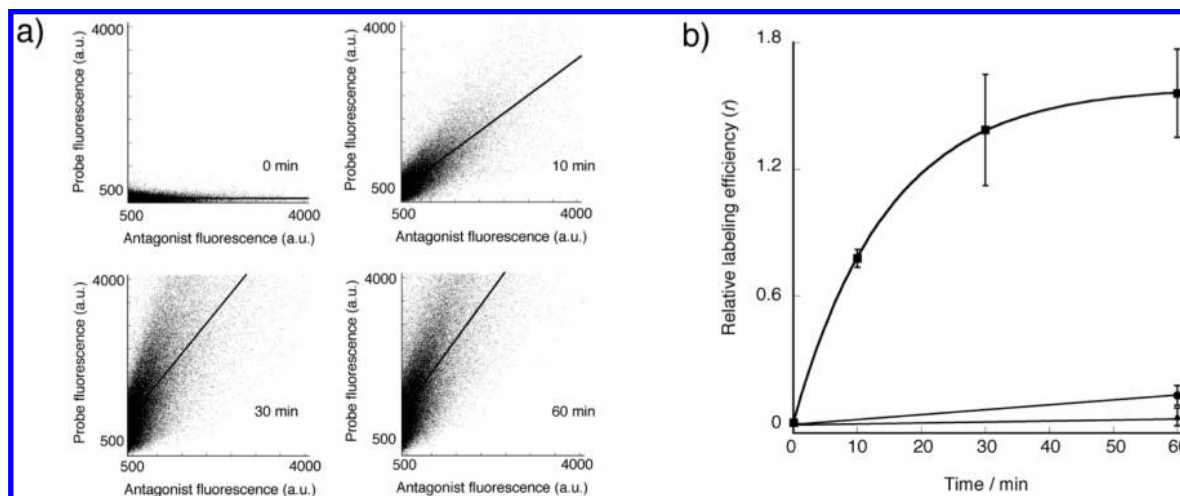 a)
4000
Probe fluorescence (a.u.)
0 min
500
500
4000
Antagonist fluorescence (a.u.)
4000
Probe fluorescence (a.u.)
10 min
500
500
4000
Antagonist fluorescence (a.u.)
4000
Probe fluorescence (a.u.)
30 min
500
500
4000
Antagonist fluorescence (a.u.)
4000
Probe fluorescence (a.u.)
60 min
500
500
4000
Antagonist fluorescence (a.u.)
b)
1.8
1.2
0.6
0
Relative labeling efficiency (r)
0
10
20
30
40
50
Time / min